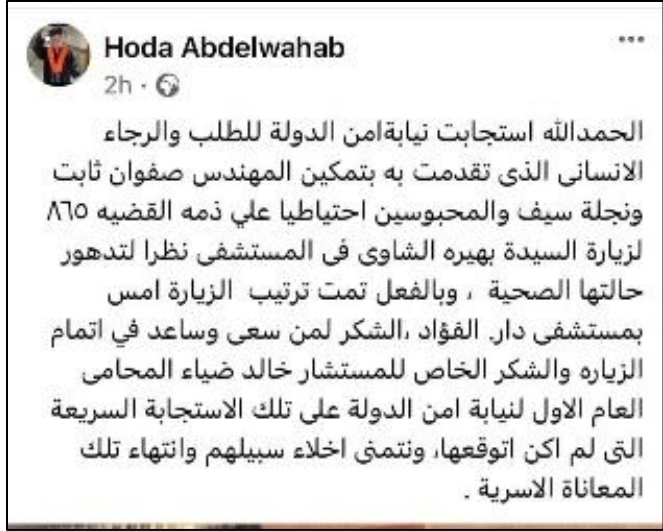 Hoda Abdelwahab
2h
الحمدالله استجابت نيابةامن الدولة للطلب والرجاء
الانسانى الذى تقدمت به بتمكين المهندس صفوان ثابت
ونجلة سيف والمحبوسين احتياطيا علي ذمه القضيه ٨٦٥
لزيارة السيدة بهيره الشاوى فى المستشفى نظرا لتدهور
حالتها الصحية ، وبالفعل تمت ترتيب الزيارة امس
بمستشفى دار. الفؤاد ،الشكر لمن سعى وساعد في اتمام
الزياره والشكر الخاص للمستشار خالد ضياء المحامى
العام الاول لنيابة امن الدولة على تلك الاستجابة السريعة
التى لم اكن اتوقعها، ونتمنى اخلاء سبيلهم وانتهاء تلك
المعاناة الاسرية .